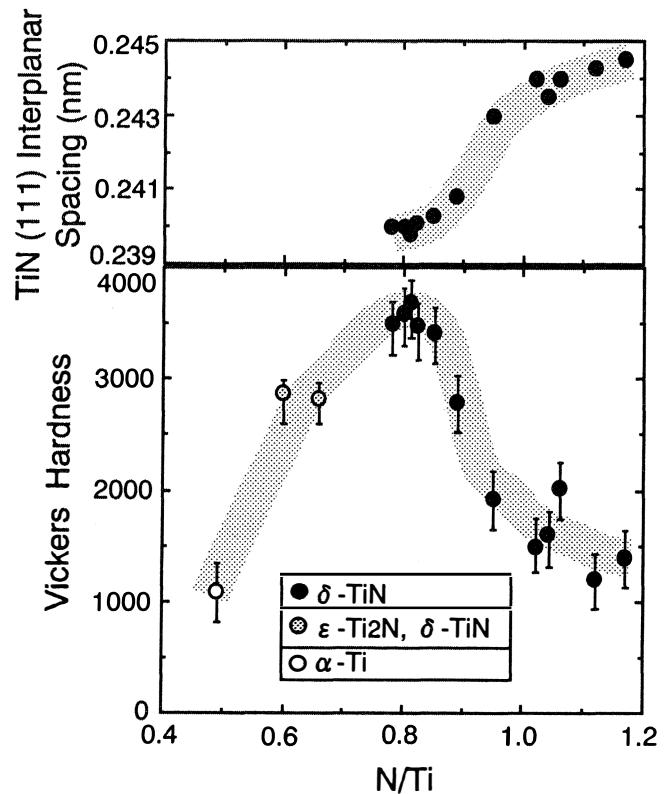 TiN (111) Interplanar
Spacing (nm)
0.245
0.243
0.241
0.239
Vickers Hardness
4000
3000
2000
1000
0
δ-TiN
ε-Ti2N, δ-TiN
α-Ti
0.4
0.6
0.8
1.0
1.2
N/Ti